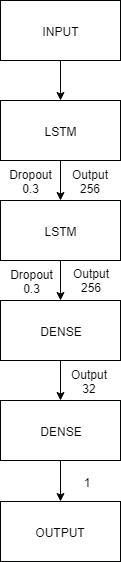 INPUT
LSTM
Dropout
0.3
Output
256
LSTM
Dropout
0.3
Output
256
DENSE
Output
32
DENSE
1
OUTPUT